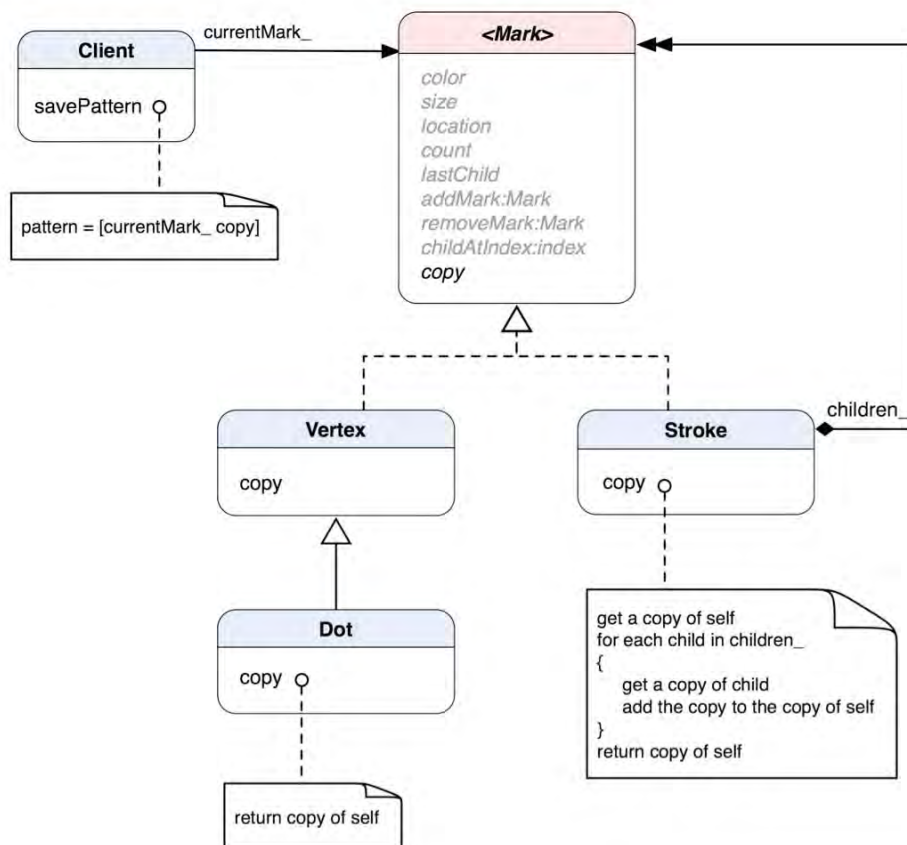 currentMark_
Client
savePattern
pattern = [currentMark_ copy]
<Mark>
color
size
location
count
lastChild
addMark:Mark
removeMark:Mark
childAtIndex:index
copy
Vertex
copy
Stroke
copy
children_
Dot
copy
return copy of self
get a copy of self
for each child in children_
{
get a copy of child
add the copy to the copy of self
}
return copy of self